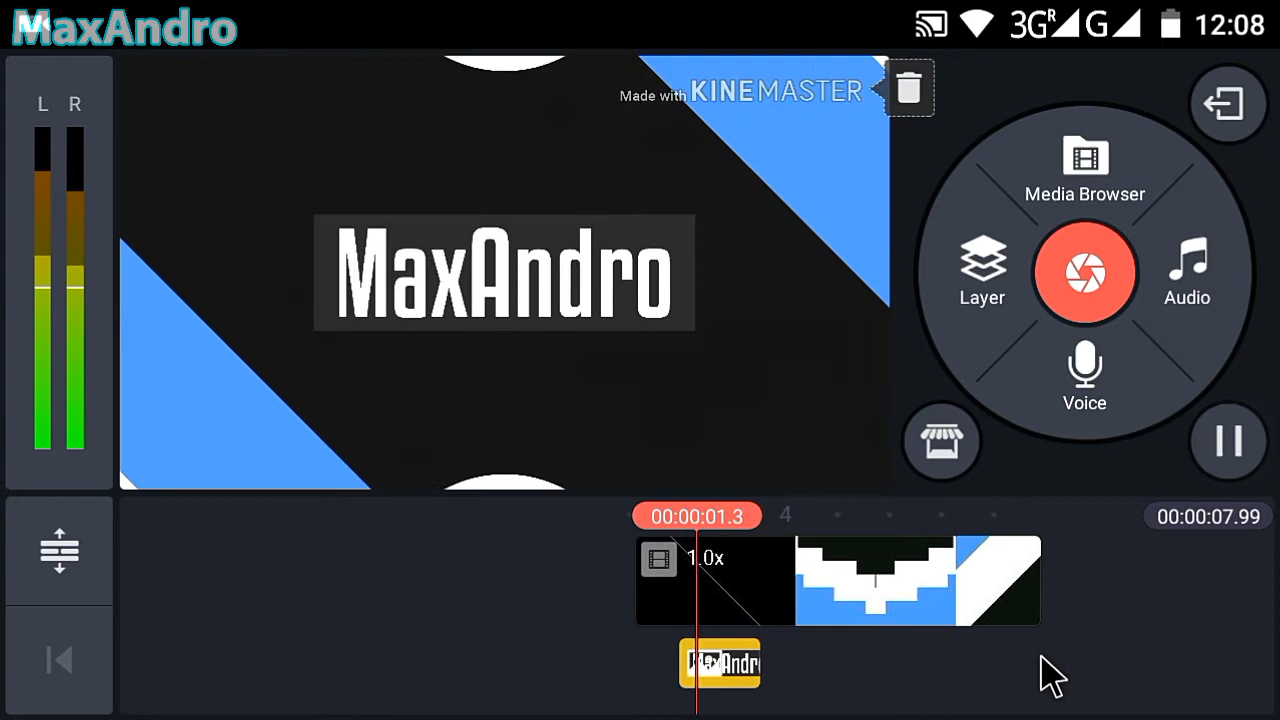 MaxAndro
3G R G 12:08
L R
Made with KINEMASTER
Media Browser
MaxAndro
Layer
Audio
Voice
00:00:01.3
4
00:00:07.99
1.0x
MaxAndro